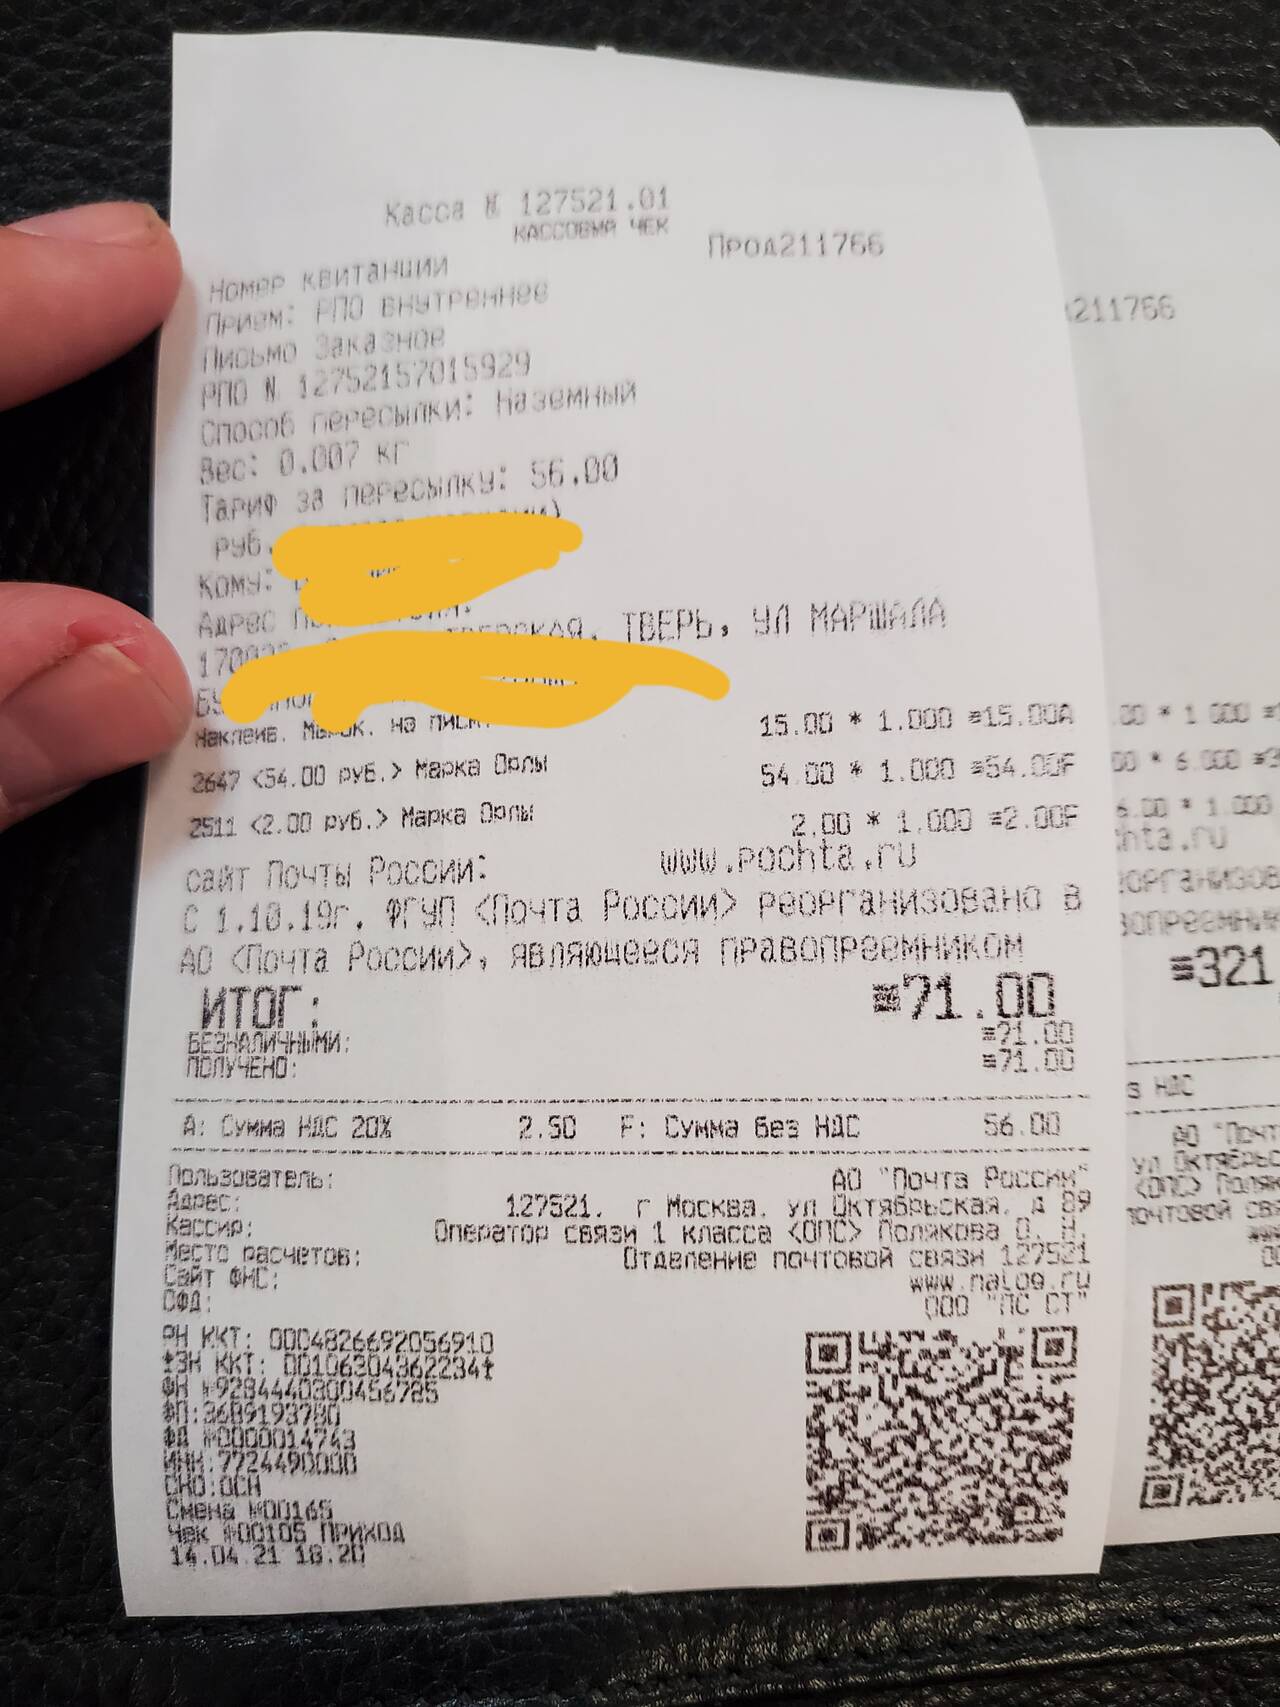 Касса № 127521.01
КАССОВЫЙ ЧЕК
Прод211766
Номер квитанции
Прием: РПО внутреннее
Письмо Заказное
РПО № 12752157015929
Способ пересылки: Наземный
Вес: 0.007 кг
Тариф за пересылку: 56.00
руб.
Кому:
Адрес
ТВЕРСКАЯ, ТВЕРЬ, УЛ МАРШАЛА
Наклеив. Марок. на письм.
15.00 * 1.000 ≡15.00А
2647 <54.00 руб.> Марка Орлы
54.00 * 1.000 ≡54.00F
2511 <2.00 руб.> Марка Орлы
2.00 * 1.000 ≡2.00F
сайт Почты России: www.pochta.ru
С 1.10.19г. ФГУП <Почта России> реорганизовано в
АО <Почта России>, являющееся правопреемником
ИТОГ: ≡71.00
БЕЗНАЛИЧНЫМИ: ≡71.00
ПОЛУЧЕНО: ≡71.00
А: Сумма НДС 20% 2.50 F: Сумма без НДС 56.00
Пользователь: АО "Почта России"
Адрес: 127521, г Москва, ул Октябрьская, д 89
Кассир: Оператор связи 1 класса <ОПС> Полякова О. Н.
Место расчетов: Отделение почтовой связи 127521
Сайт ФНС: www.nalog.ru
ОФД: ООО "ПС СТ"
РН ККТ: 0004826692056910
ЗН ККТ: 00106304362234
ФН №9284440300456785
ФП:3689193780
ФД №0000014743
ИНН:7724490000
СНО:ОСН
Смена №00165
Чек №00105 ПРИХОД
14.04.21 18:20
211766
.00 * 1.000
00 * 6.000
6.00 * 1.000
≡321
НДС
АО "Почт
ул Октябрьс
<ОПС> Поляк